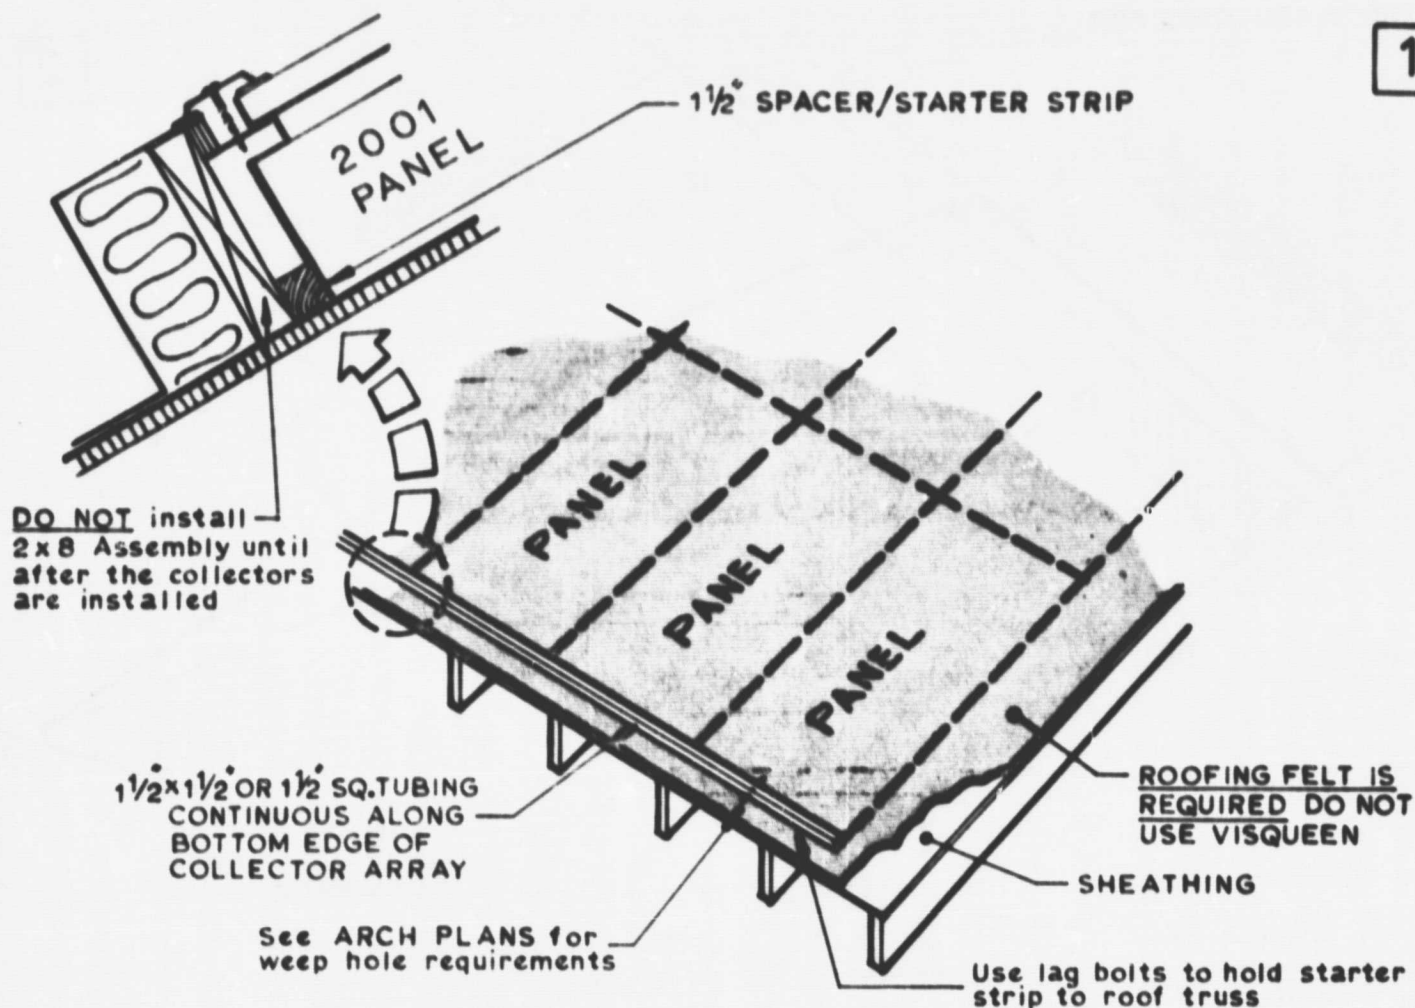 1
1½" SPACER/STARTER STRIP
2001
PANEL
DO NOT install
2x8 Assembly until
after the collectors
are installed
PANEL
PANEL
PANEL
1½"x1½" OR 1½" SQ.TUBING
CONTINUOUS ALONG
BOTTOM EDGE OF
COLLECTOR ARRAY
ROOFING FELT IS
REQUIRED DO NOT
USE VISQUEEN
SHEATHING
See ARCH PLANS for
weep hole requirements
Use lag bolts to hold starter
strip to roof truss